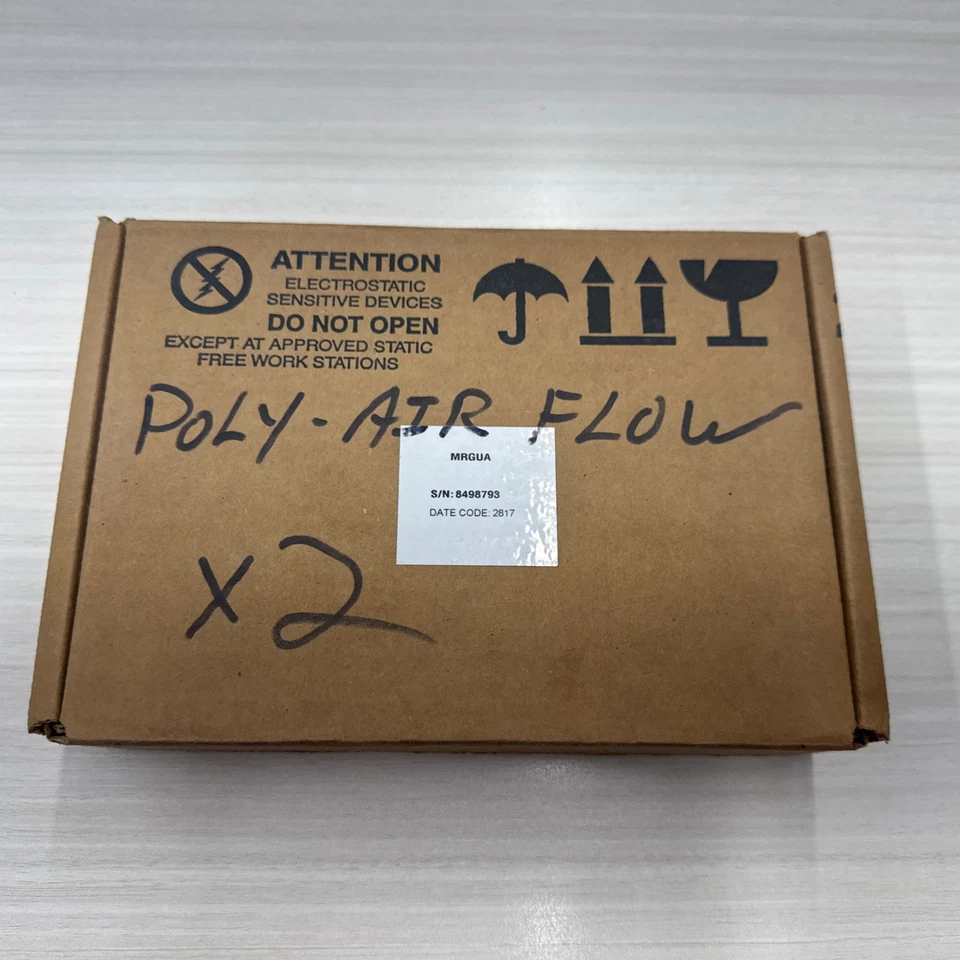 ATTENTION
ELECTROSTATIC
SENSITIVE DEVICES
DO NOT OPEN
EXCEPT AT APPROVED STATIC
FREE WORK STATIONS
POLY-AIR FLOW
MRGUA
S/N: 8498793
DATE CODE: 2817
X2